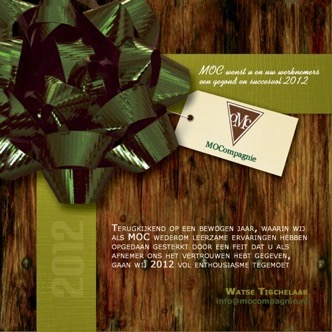 MOC wenst u en uw werknemers
een gezond en succesvol 2012
MOC
MOCompagnie
2012
Terugkijkend op een bewogen jaar, waarin wij
als MOC wederom leerzame ervaringen hebben
opgedaan gesterkt door een feit dat u als
afnemer ons het vertrouwen hebt gegeven,
gaan wij 2012 vol enthousiasme tegemoet
Watse Tigchelaar
info@mocompagnie.nl